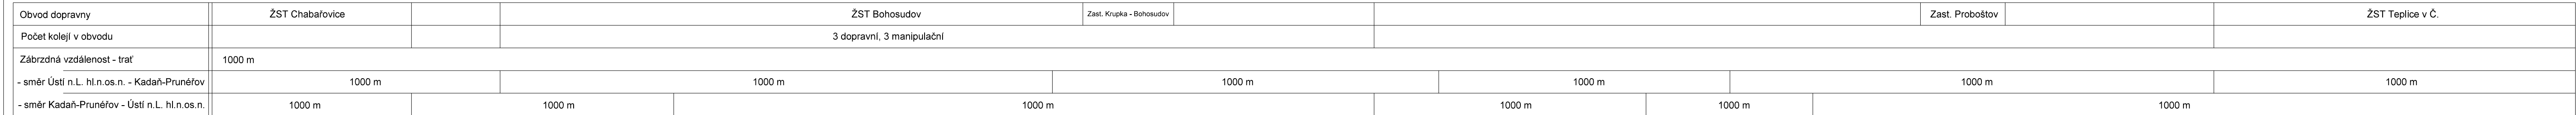 Obvod dopravny ŽST Chabařovice ŽST Bohosudov Zast. Krupka - Bohosudov Zast. Proboštov ŽST Teplice v Č.
Počet kolejí v obvodu 3 dopravní, 3 manipulační
Zábrzdná vzdálenost - trať 1000 m
- směr Ústí n.L. hl.n.os.n. - Kadaň-Prunéřov 1000 m 1000 m 1000 m 1000 m 1000 m 1000 m
- směr Kadaň-Prunéřov - Ústí n.L. hl.n.os.n. 1000 m 1000 m 1000 m 1000 m 1000 m 1000 m